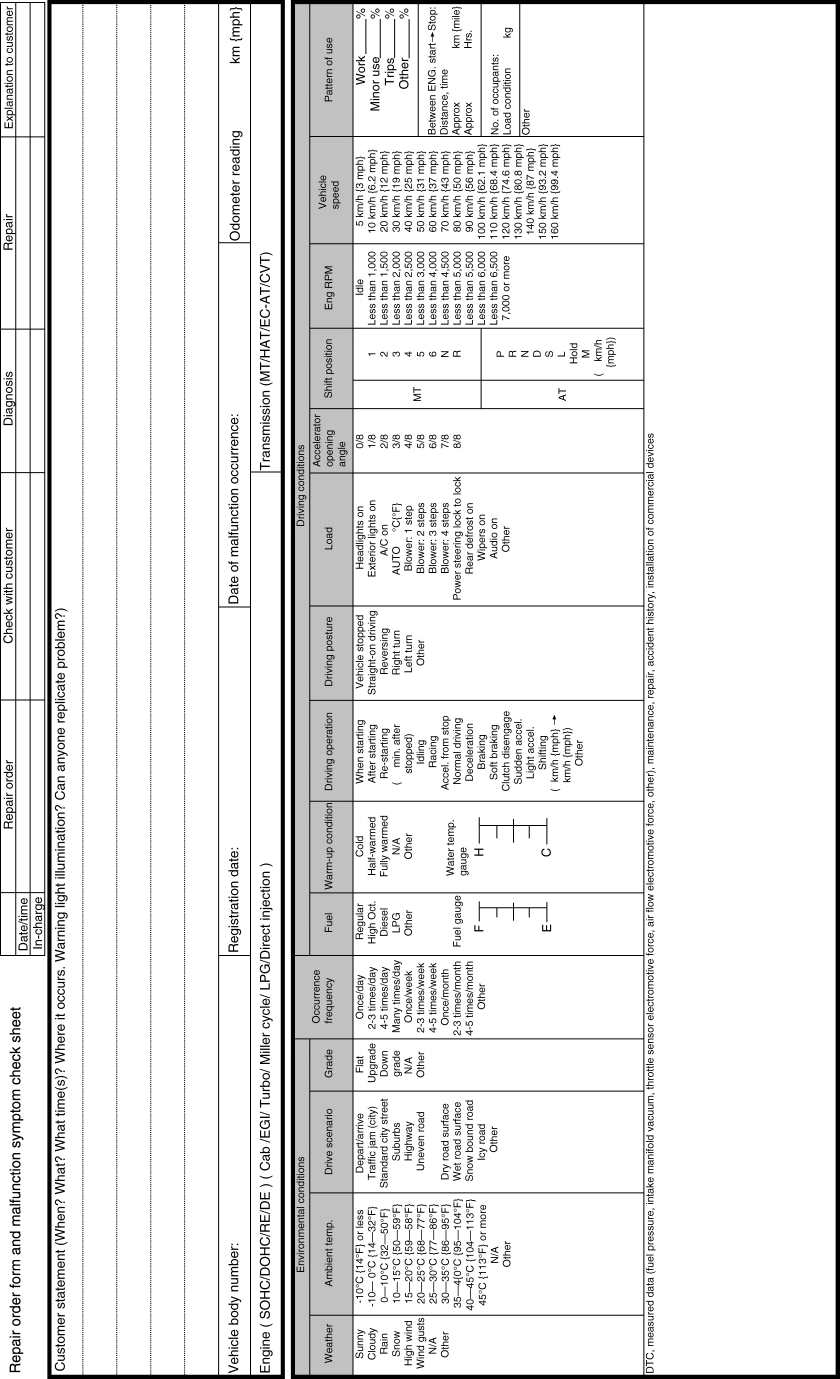 Repair order form and malfunction symptom check sheet
Repair order
Check with customer
Diagnosis
Repair
Explanation to customer
Date/time
In-charge
Customer statement (When? What? What time(s)? Where it occurs. Warning light illumination? Can anyone replicate problem?)
Vehicle body number:
Registration date:
Date of malfunction occurrence:
Odometer reading
km {mph}
Engine ( SOHC/DOHC/RE/DE ) ( Cab /EGI/ Turbo/ Miller cycle/ LPG/Direct injection )
Transmission (MT/HAT/EC-AT/CVT)
Environmental conditions
Weather
Sunny
Cloudy
Rain
Snow
High wind
Wind gusts
N/A
Other
Ambient temp.
-10°C {14°F} or less
-10— 0°C {14—32°F}
0—10°C {32—50°F}
10—15°C {50—59°F}
15—20°C {59—58°F}
20—25°C {68—77°F}
25—30°C {77—86°F}
30—35°C {86—95°F}
35—4{0°C {95—104°F}
40—45°C {104—113°F}
45°C {113°F} or more
N/A
Other
Drive scenario
Depart/arrive
Traffic jam (city)
Standard city street
Suburbs
Highway
Uneven road
Dry road surface
Wet road surface
Snow bound road
Icy road
Other
Grade
Flat
Upgrade
Down
grade
N/A
Other
Occurrence
frequency
Once/day
2-3 times/day
4-5 times/day
Many times/day
Once/week
2-3 times/week
4-5 times/week
Once/month
2-3 times/month
4-5 times/month
Other
Driving conditions
Fuel
Regular
High Oct.
Diesel
LPG
Other
Fuel gauge
F
E
Warm-up condition
Cold
Half-warmed
Fully warmed
N/A
Other
Water temp.
gauge
H
C
Driving operation
When starting
After starting
Re-starting
( min. after
stopped)
Idling
Racing
Accel. from stop
Normal driving
Deceleration
Braking
Soft braking
Clutch disengage
Sudden accel.
Light accel.
Shifting
( km/h {mph} →
km/h {mph})
Other
Driving posture
Vehicle stopped
Straight-on driving
Reversing
Right turn
Left turn
Other
Load
Headlights on
Exterior lights on
A/C on
AUTO °C{°F}
Blower: 1 step
Blower: 2 steps
Blower: 3 steps
Blower: 4 steps
Power steering lock to lock
Rear defrost on
Wipers on
Audio on
Other
Accelerator
opening
angle
0/8
1/8
2/8
3/8
4/8
5/8
6/8
7/8
8/8
Shift position
MT
1
2
3
4
5
6
N
R
AT
P
R
N
D
S
L
Hold
M
( km/h
{mph})
Eng RPM
Idle
Less than 1,000
Less than 1,500
Less than 2,000
Less than 2,500
Less than 3,000
Less than 4,000
Less than 4,500
Less than 5,000
Less than 5,500
Less than 6,000
Less than 6,500
7,000 or more
Vehicle
speed
5 km/h {3 mph}
10 km/h {6.2 mph}
20 km/h {12 mph}
30 km/h {19 mph}
40 km/h {25 mph}
50 km/h {31 mph}
60 km/h {37 mph}
70 km/h {43 mph}
80 km/h {50 mph}
90 km/h {56 mph}
100 km/h {62.1 mph}
110 km/h {68.4 mph}
120 km/h {74.6 mph}
130 km/h {80.8 mph}
140 km/h {87 mph}
150 km/h {93.2 mph}
160 km/h {99.4 mph}
Pattern of use
Work %
Minor use %
Trips %
Other %
Between ENG. start→Stop:
Distance, time
Approx km {mile}
Approx Hrs.
No. of occupants:
Load condition kg
Other
DTC, measured data (fuel pressure, intake manifold vacuum, throttle sensor electromotive force, air flow electromotive force, other), maintenance, repair, accident history, installation of commercial devices